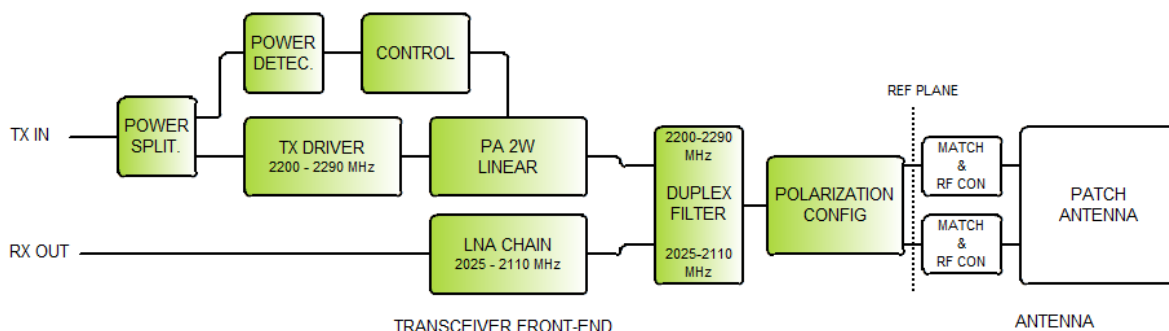 POWER
DETEC.
CONTROL
REF PLANE
TX IN
POWER
SPLIT.
TX DRIVER
2200 - 2290 MHz
PA 2W
LINEAR
2200-2290
MHz
DUPLEX
FILTER
2025-2110
MHz
POLARIZATION
CONFIG
MATCH
&
RF CON
MATCH
&
RF CON
PATCH
ANTENNA
RX OUT
LNA CHAIN
2025 - 2110 MHz
TRANSCEIVER FRONT-END
ANTENNA